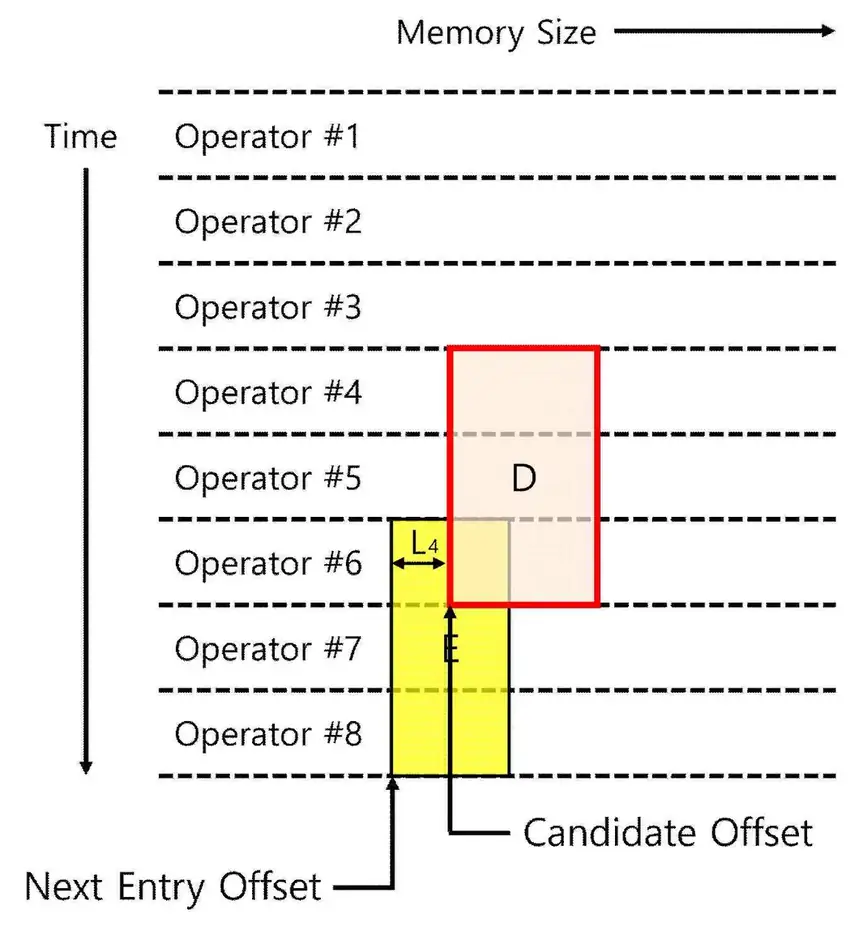 Memory Size
Time
Operator #1
Operator #2
Operator #3
Operator #4
Operator #5
D
L4
Operator #6
Operator #7
E
Operator #8
Candidate Offset
Next Entry Offset